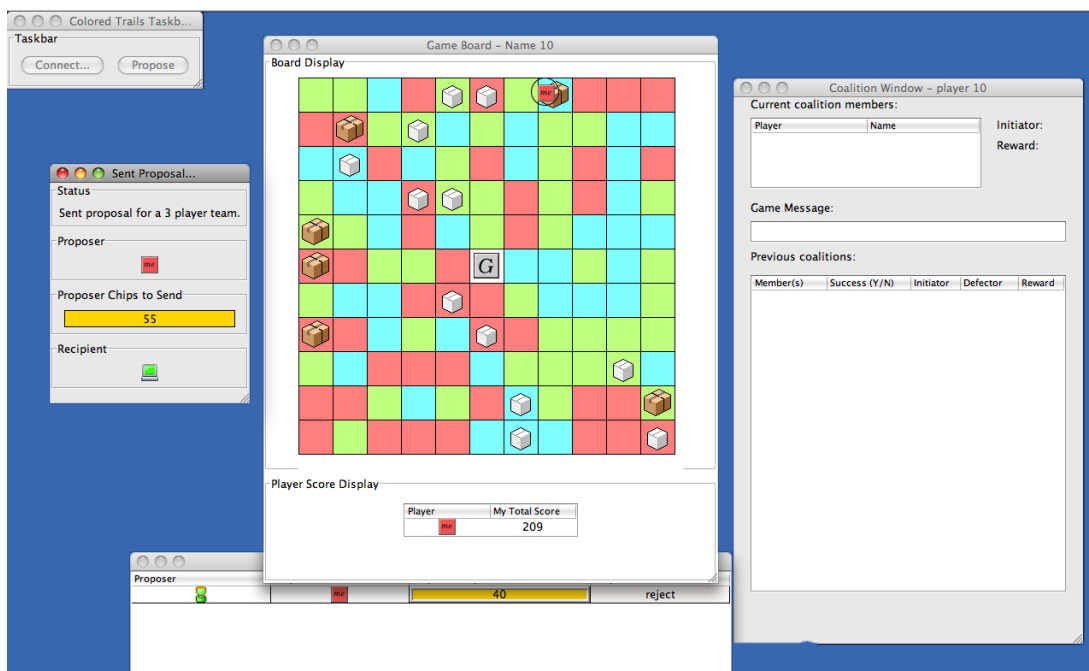 Colored Trails Taskb...
Taskbar
Connect...
Propose
Game Board - Name 10
Board Display
me
G
Player Score Display
Player
My Total Score
me
209
Sent Proposal...
Status
Sent proposal for a 3 player team.
Proposer
me
Proposer Chips to Send
55
Recipient
Coalition Window - player 10
Current coalition members:
Player
Name
Initiator:
Reward:
Game Message:
Previous coalitions:
Member(s)
Success (Y/N)
Initiator
Defector
Reward
Proposer
me
40
reject